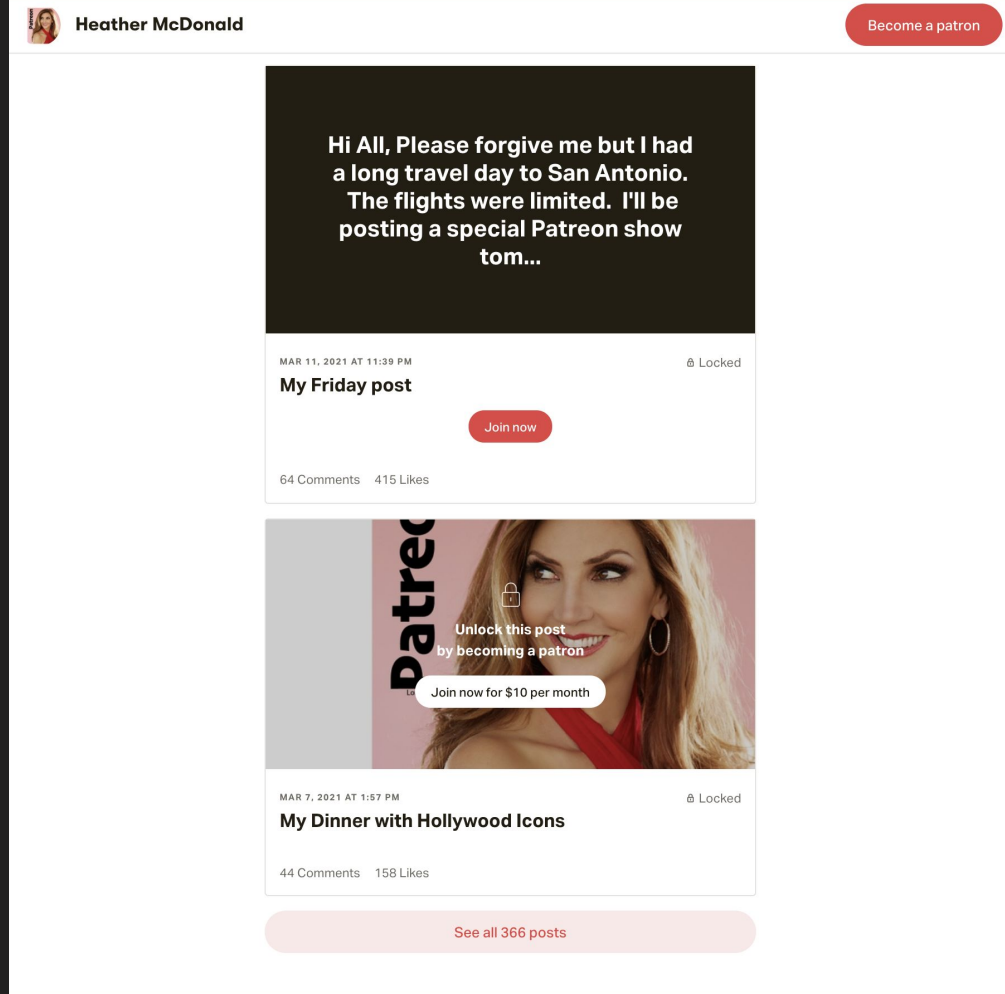 Patreon
Heather McDonald
Become a patron
Hi All, Please forgive me but I had
a long travel day to San Antonio.
The flights were limited. I'll be
posting a special Patreon show
tom...
MAR 11, 2021 AT 11:39 PM
Locked
My Friday post
Join now
64 Comments 415 Likes
Patreo
Unlock this post
by becoming a patron
Join now for $10 per month
MAR 7, 2021 AT 1:57 PM
Locked
My Dinner with Hollywood Icons
44 Comments 158 Likes
See all 366 posts